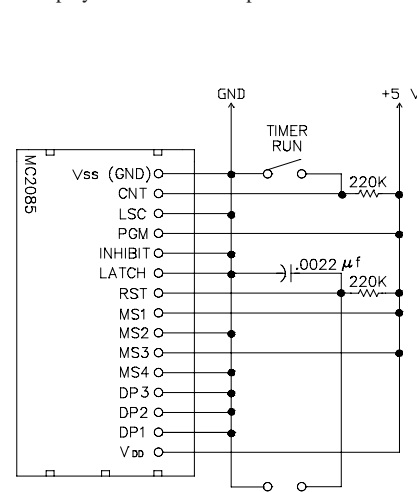 GND
+5 V
TIMER
RUN
MC2085
Vss (GND)
CNT
220K
LSC
PGM
INHIBIT
LATCH
.0022 μf
RST
220K
MS1
MS2
MS3
MS4
DP3
DP2
DP1
VDD